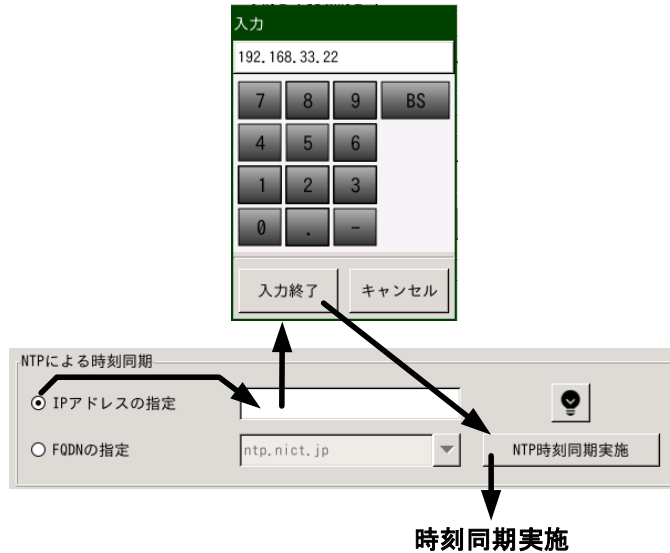 入力
192.168.33.22
7 8 9 BS
4 5 6
1 2 3
0 . -
入力終了 キャンセル
NTPによる時刻同期
IPアドレスの指定
FQDNの指定 ntp.nict.jp NTP時刻同期実施
時刻同期実施